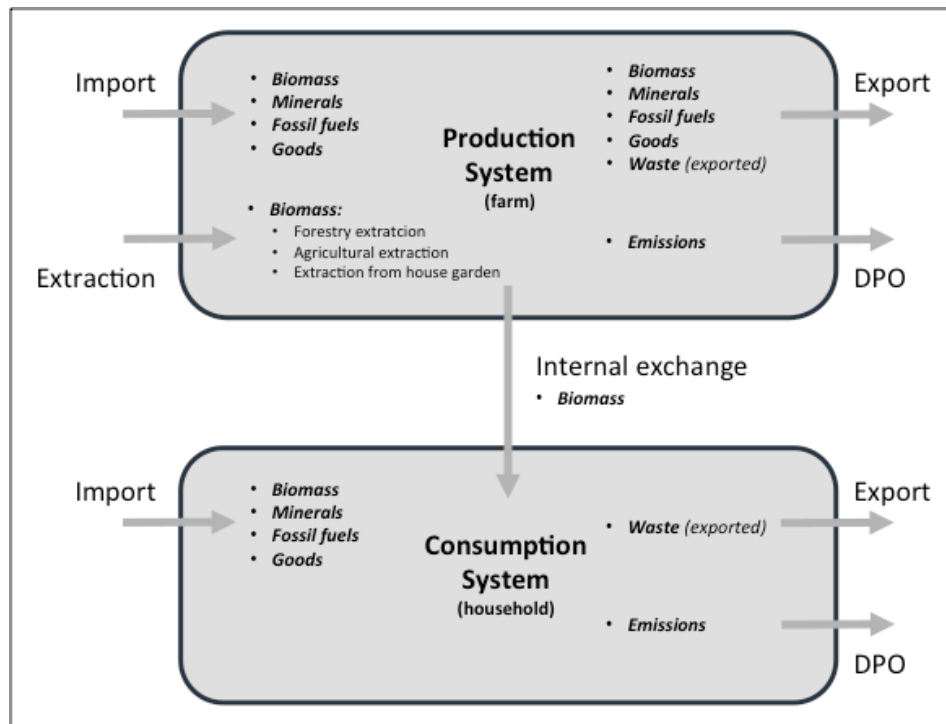 Import
• Biomass
• Minerals
• Fossil fuels
• Goods
Production
System
(farm)
• Biomass
• Minerals
• Fossil fuels
• Goods
• Waste (exported)
Export
Extraction
• Biomass:
• Forestry extratcion
• Agricultural extraction
• Extraction from house garden
• Emissions
DPO
Internal exchange
• Biomass
Import
• Biomass
• Minerals
• Fossil fuels
• Goods
Consumption
System
(household)
• Waste (exported)
Export
• Emissions
DPO